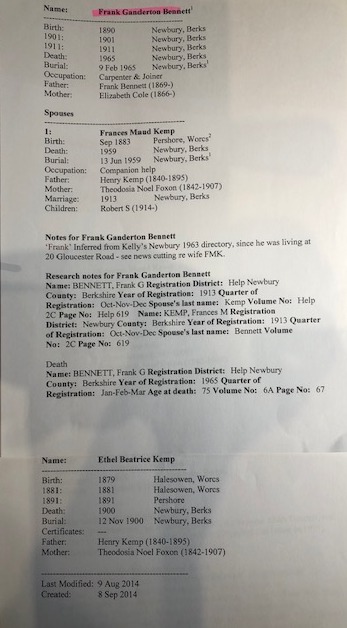 Name: Frank Ganderton Bennett1
Birth: 1890 Newbury, Berks
1901: 1901 Newbury, Berks
1911: 1911 Newbury, Berks
Death: 1965 Newbury, Berks
Burial: 9 Feb 1965 Newbury, Berks1
Occupation: Carpenter & Joiner
Father: Frank Bennett (1869-)
Mother: Elizabeth Cole (1866-)
Spouses
1: Frances Maud Kemp
Birth: Sep 1883 Pershore, Worcs2
Death: 1959 Newbury, Berks
Burial: 13 Jun 1959 Newbury, Berks1
Occupation: Companion help
Father: Henry Kemp (1840-1895)
Mother: Theodosia Noel Foxon (1842-1907)
Marriage: 1913 Newbury, Berks
Children: Robert S (1914-)
Notes for Frank Ganderton Bennett
'Frank' Inferred from Kelly's Newbury 1963 directory, since he was living at
20 Gloucester Road - see news cutting re wife FMK.
Research notes for Frank Ganderton Bennett
Name: BENNETT, Frank G Registration District: Help Newbury
County: Berkshire Year of Registration: 1913 Quarter of
Registration: Oct-Nov-Dec Spouse's last name: Kemp Volume No: Help
2C Page No: Help 619 Name: KEMP, Frances M Registration
District: Newbury County: Berkshire Year of Registration: 1913 Quarter
of Registration: Oct-Nov-Dec Spouse's last name: Bennett Volume
No: 2C Page No: 619
Death
Name: BENNETT, Frank G Registration District: Help Newbury
County: Berkshire Year of Registration: 1965 Quarter of
Registration: Jan-Feb-Mar Age at death: 75 Volume No: 6A Page No: 67
Name: Ethel Beatrice Kemp
Birth: 1879 Halesowen, Worcs
1881: 1881 Halesowen, Worcs
1891: 1891 Pershore
Death: 1900 Newbury, Berks
Burial: 12 Nov 1900 Newbury, Berks
Certificates: ---
Father: Henry Kemp (1840-1895)
Mother: Theodosia Noel Foxon (1842-1907)
Last Modified: 9 Aug 2014
Created: 8 Sep 2014